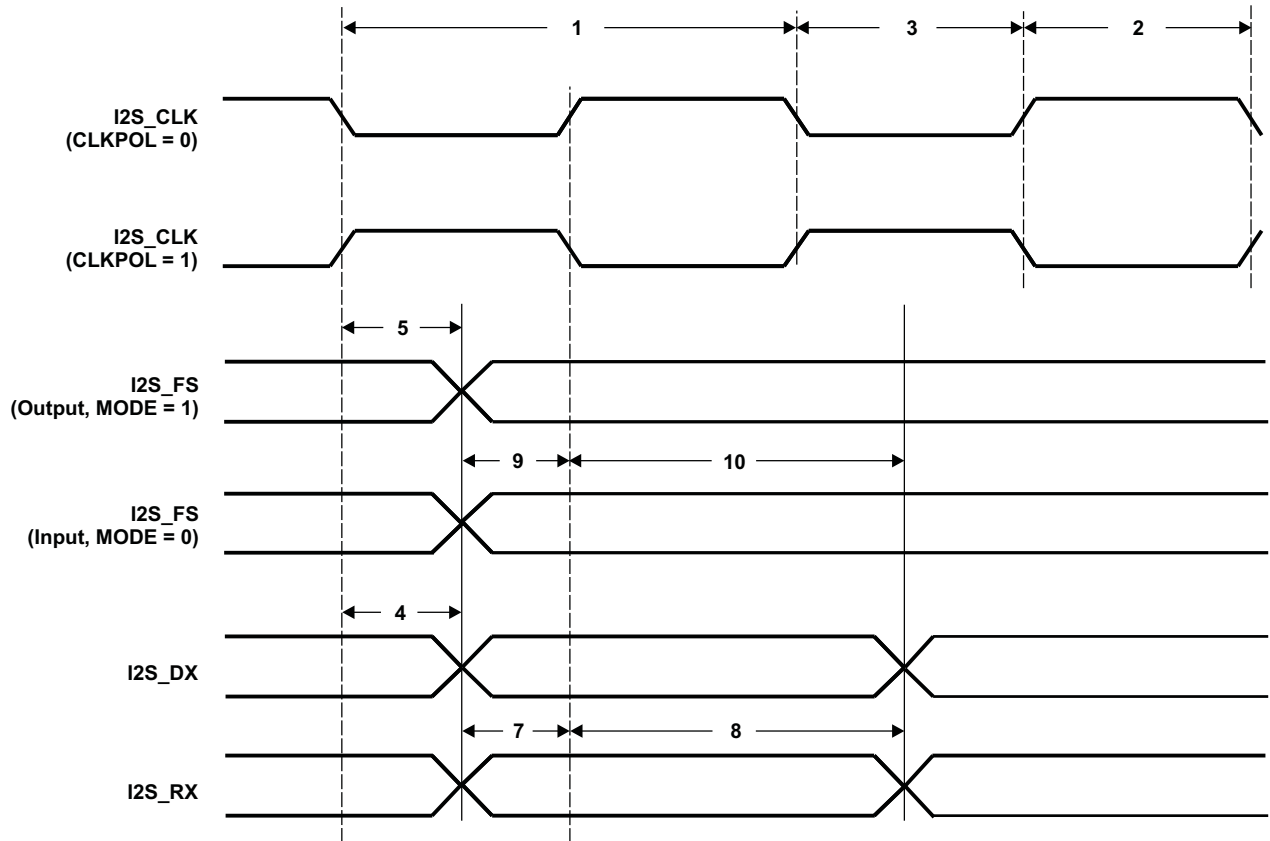 1
3
2
I2S_CLK
(CLKPOL = 0)
I2S_CLK
(CLKPOL = 1)
5
I2S_FS
(Output, MODE = 1)
9
10
I2S_FS
(Input, MODE = 0)
4
I2S_DX
7
8
I2S_RX